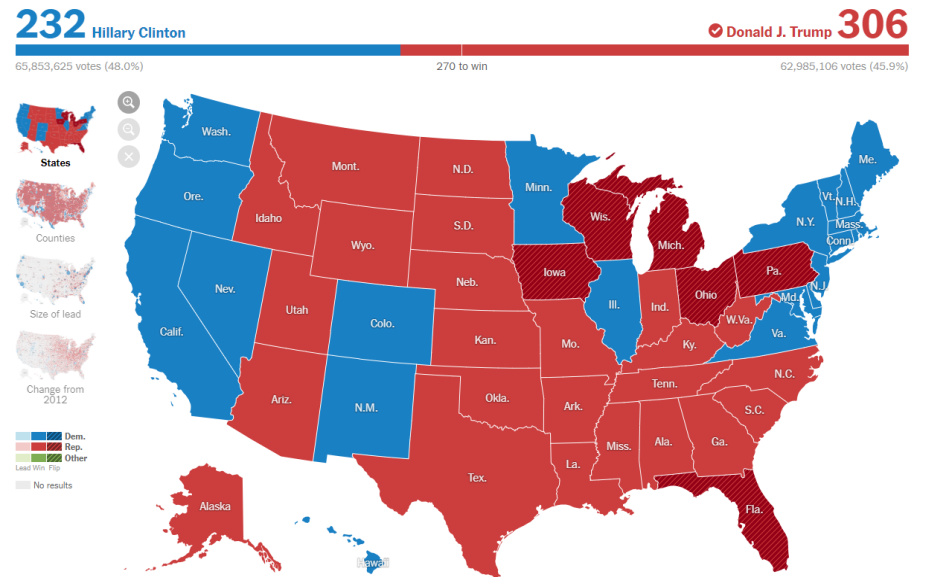 232 Hillary Clinton
Donald J. Trump 306
65,853,625 votes (48.0%)
270 to win
62,985,106 votes (45.9%)
States
Counties
Size of lead
Change from
2012
Dem.
Rep.
Other
Lead Win Flip
No results
Wash.
Ore.
Calif.
Nev.
Idaho
Mont.
Wyo.
Utah
Ariz.
Colo.
N.M.
N.D.
S.D.
Neb.
Kan.
Okla.
Tex.
Minn.
Iowa
Mo.
Ark.
La.
Wis.
Ill.
Mich.
Ind.
Ohio
Ky.
Tenn.
Miss.
Ala.
Ga.
Fla.
S.C.
N.C.
Va.
W.Va.
Md.
Pa.
N.J.
N.Y.
Conn.
Mass.
Vt.
N.H.
Me.
Alaska
Hawaii